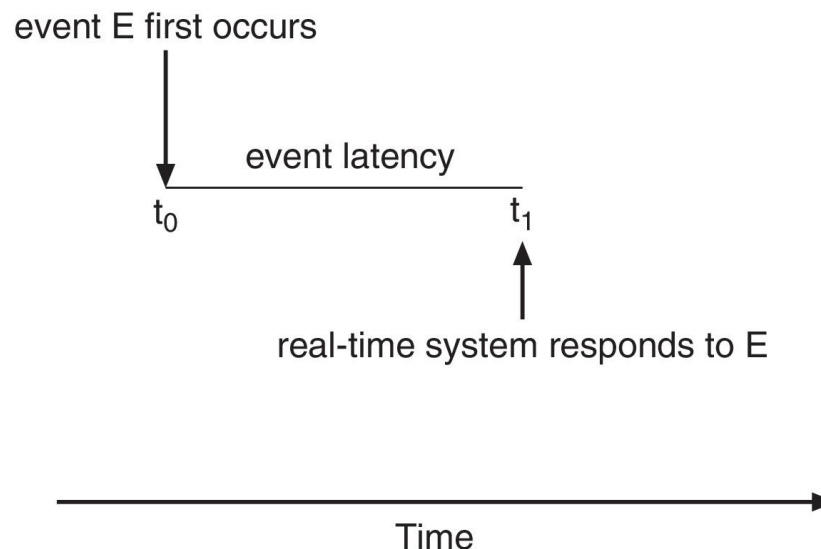 event E first occurs
event latency
t₀
t₁
real-time system responds to E
Time